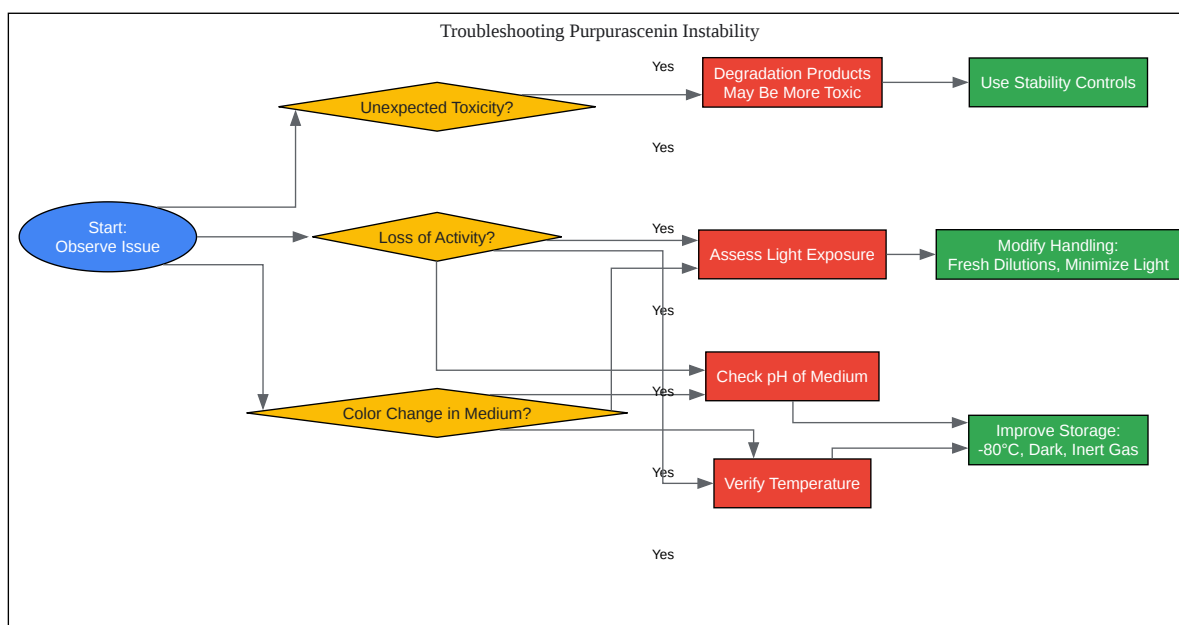 Troubleshooting Purpurascenin Instability
Yes
Degradation Products
May Be More Toxic
Use Stability Controls
Unexpected Toxicity?
Yes
Start:
Observe Issue
Loss of Activity?
Yes
Assess Light Exposure
Modify Handling:
Fresh Dilutions, Minimize Light
Yes
Check pH of Medium
Yes
Color Change in Medium?
Improve Storage:
-80°C, Dark, Inert Gas
Yes
Verify Temperature
Yes